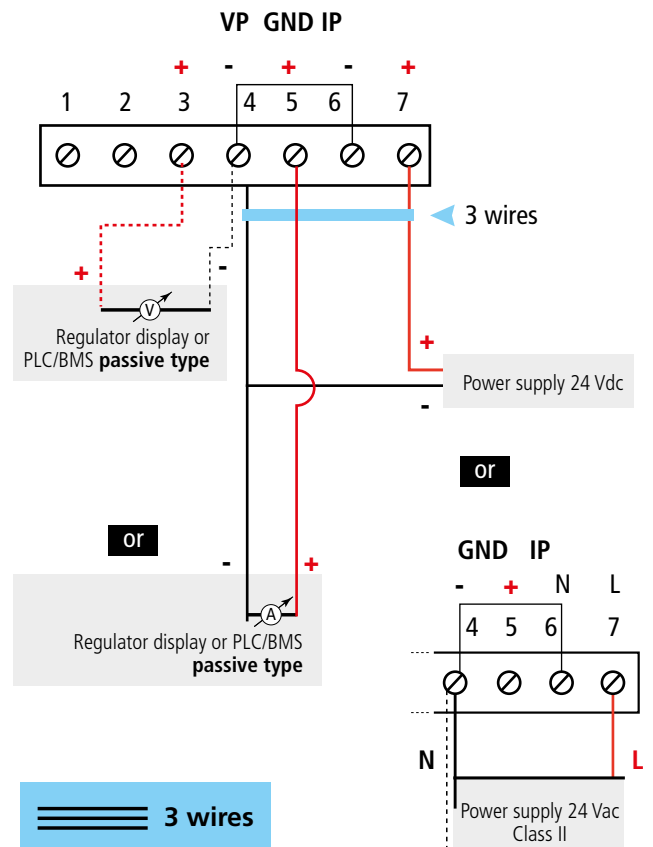 VP GND IP
+ - + - +
1 2 3 4 5 6 7
3 wires
+ -
V
Regulator display or
PLC/BMS passive type
+
Power supply 24 Vdc
-
or
or
- +
A
Regulator display or PLC/BMS
passive type
GND IP
- + N L
4 5 6 7
N L
Power supply 24 Vac
Class II
3 wires